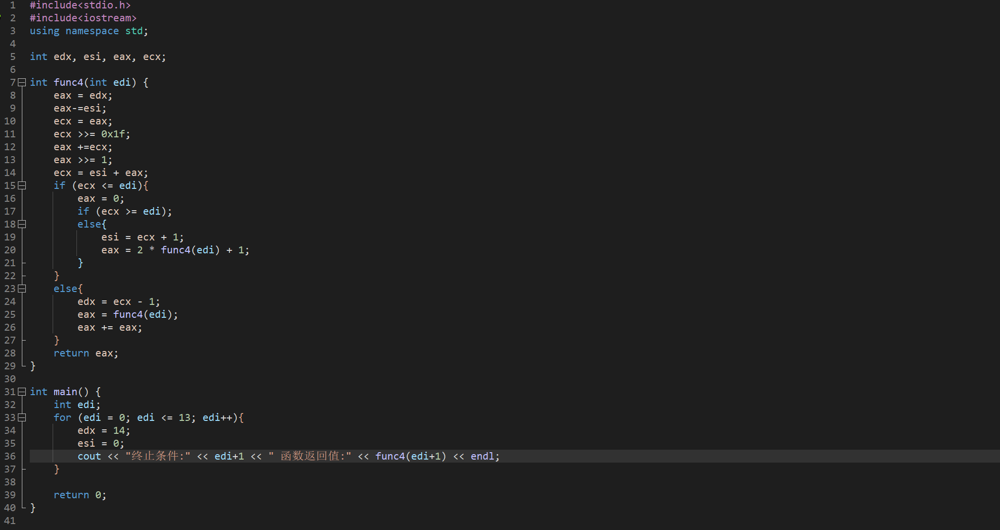 1 #include<stdio.h>
2 #include<iostream>
3 using namespace std;
4
5 int edx, esi, eax, ecx;
6
7 int func4(int edi) {
8     eax = edx;
9     eax-=esi;
10     ecx = eax;
11     ecx >>= 0x1f;
12     eax +=ecx;
13     eax >>= 1;
14     ecx = esi + eax;
15     if (ecx <= edi){
16         eax = 0;
17         if (ecx >= edi);
18         else{
19             esi = ecx + 1;
20             eax = 2 * func4(edi) + 1;
21         }
22     }
23     else{
24         edx = ecx - 1;
25         eax = func4(edi);
26         eax += eax;
27     }
28     return eax;
29 }
30
31 int main() {
32     int edi;
33     for (edi = 0; edi <= 13; edi++){
34         edx = 14;
35         esi = 0;
36         cout << "终止条件:" << edi+1 << " 函数返回值:" << func4(edi+1) << endl;
37     }
38
39     return 0;
40 }
41